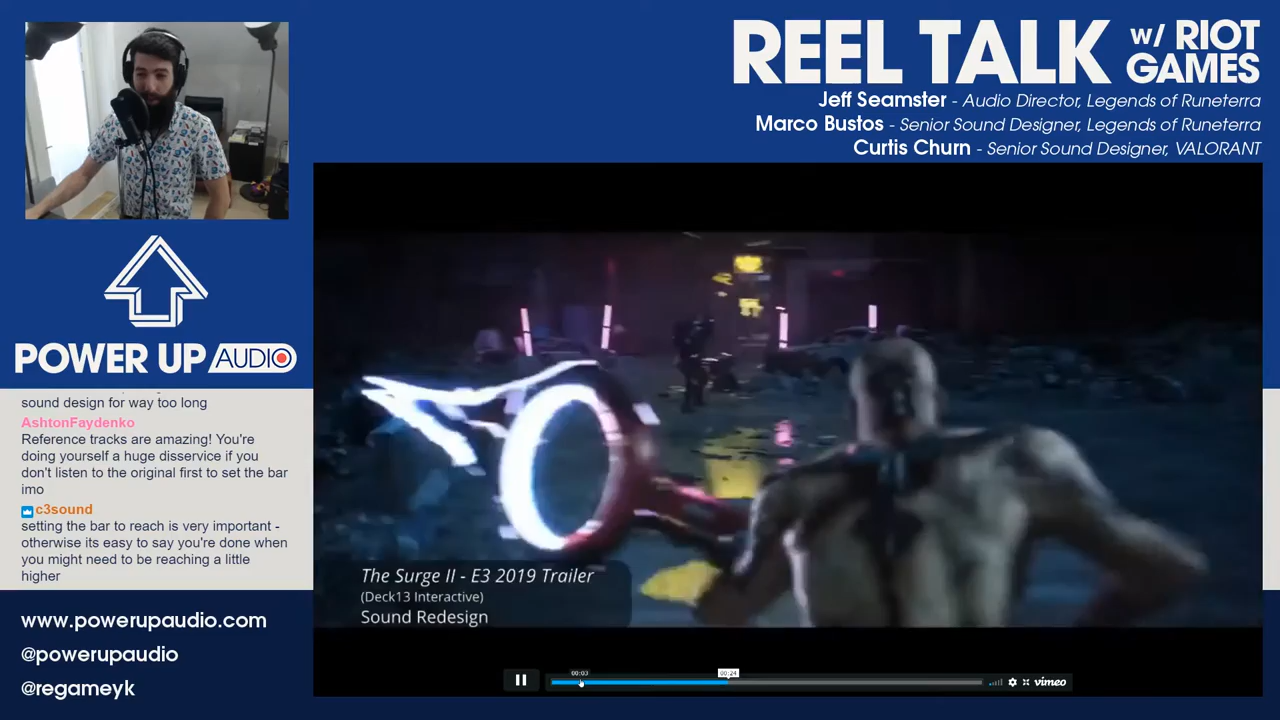 REEL TALK w/ RIOT GAMES
Jeff Seamster - Audio Director, Legends of Runeterra
Marco Bustos - Senior Sound Designer, Legends of Runeterra
Curtis Churn - Senior Sound Designer, VALORANT
POWER UP AUDIO
sound design for way too long
AshtonFaydenko
Reference tracks are amazing! You're
doing yourself a huge disservice if you
don't listen to the original first to set the bar
imo
c3sound
setting the bar to reach is very important -
otherwise its easy to say you're done when
you might need to be reaching a little
higher
www.powerupaudio.com
@powerupaudio
@regameyk
The Surge II - E3 2019 Trailer
(Deck13 Interactive)
Sound Redesign
00:03
00:24
vimeo